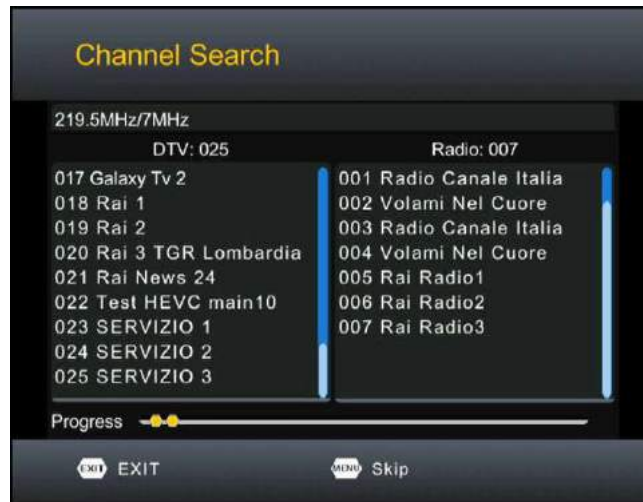 Channel Search
219.5MHz/7MHz
DTV: 025
017 Galaxy Tv 2
018 Rai 1
019 Rai 2
020 Rai 3 TGR Lombardia
021 Rai News 24
022 Test HEVC main10
023 SERVIZIO 1
024 SERVIZIO 2
025 SERVIZIO 3
Radio: 007
001 Radio Canale Italia
002 Volami Nel Cuore
003 Radio Canale Italia
004 Volami Nel Cuore
005 Rai Radio1
006 Rai Radio2
007 Rai Radio3
Progress
EXIT EXIT
MENU Skip